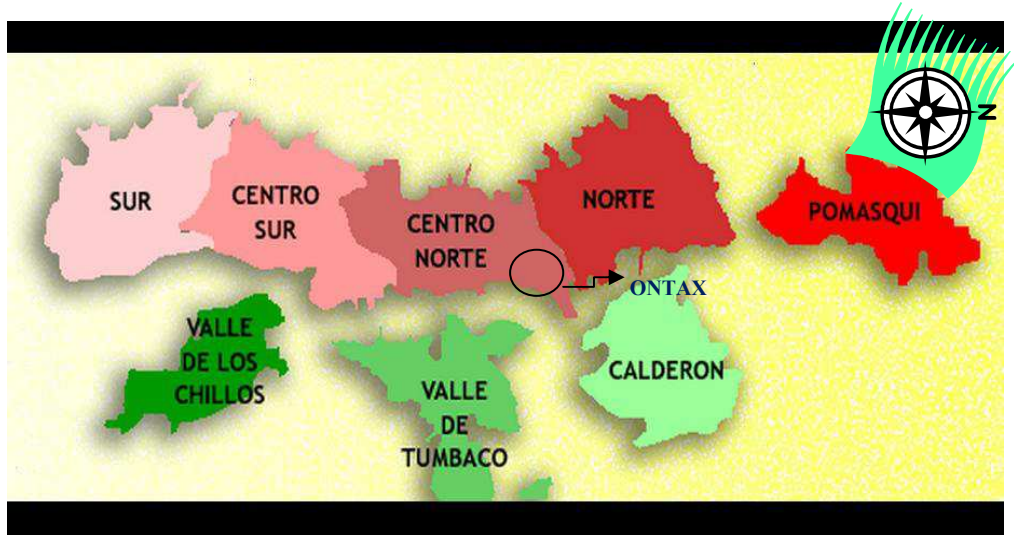 SUR
CENTRO
SUR
CENTRO
NORTE
NORTE
POMASQUI
N
ONTAX
VALLE
DE LOS
CHILLOS
VALLE
DE
TUMBACO
CALDERON